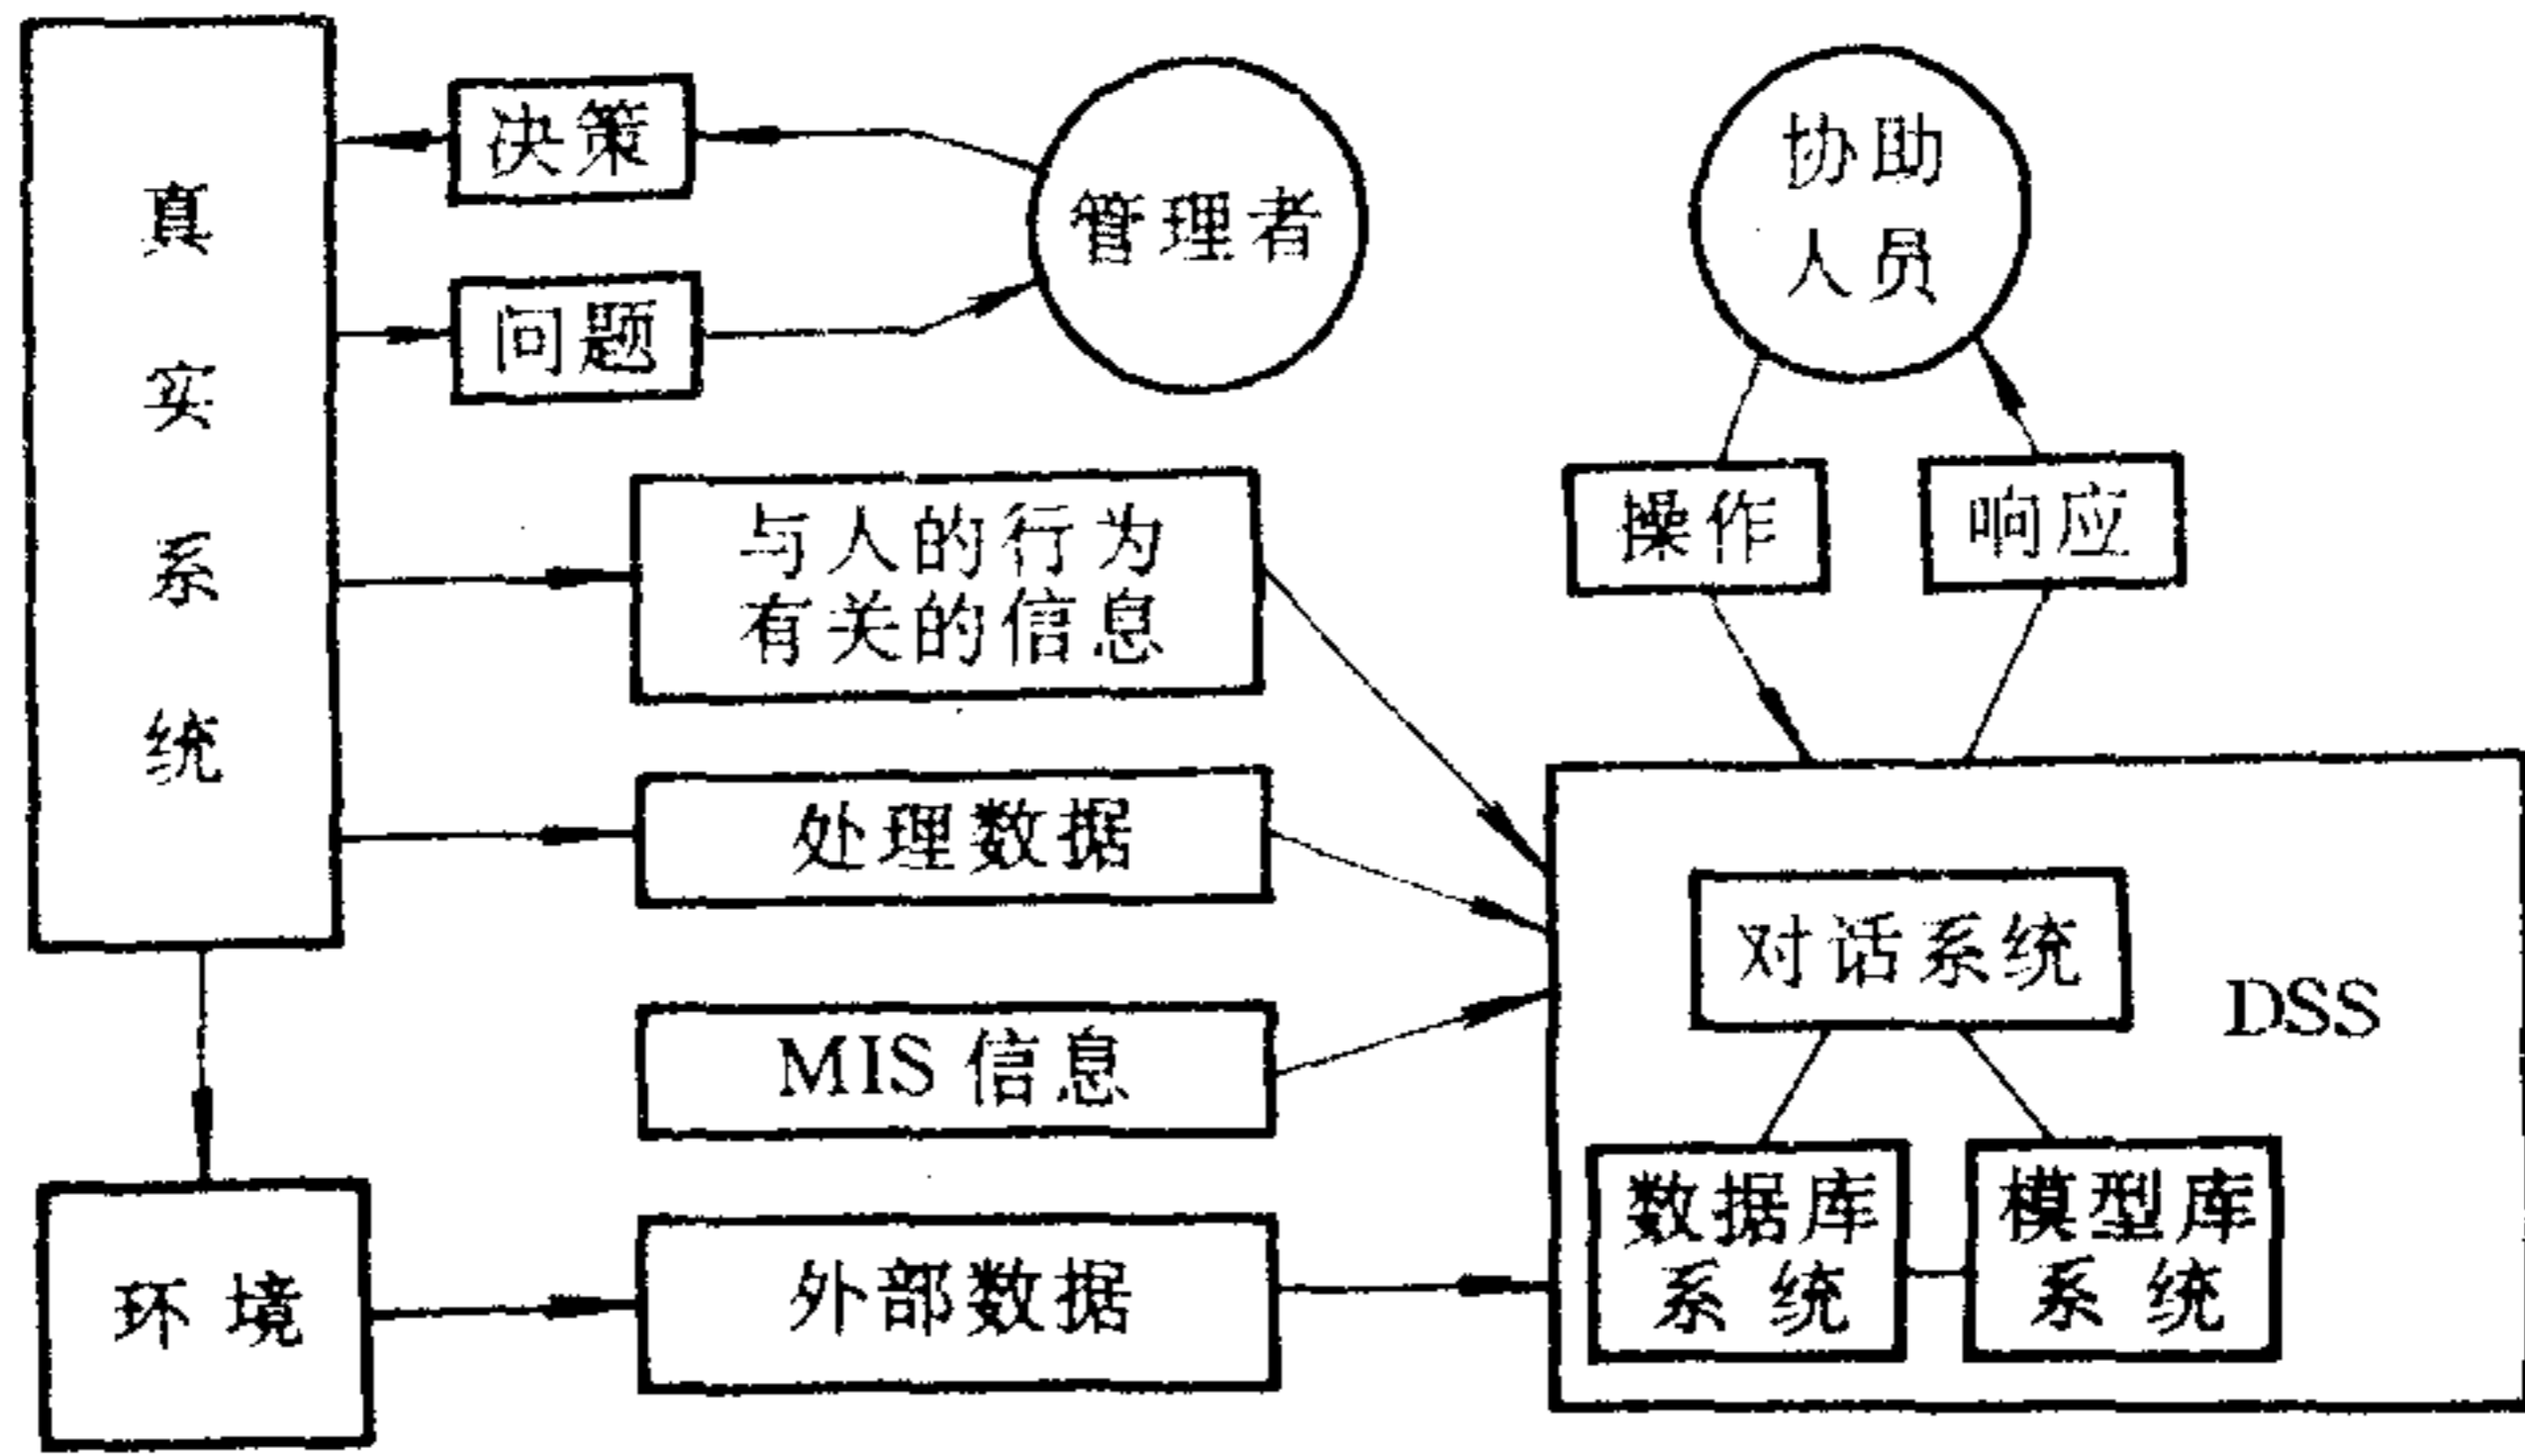 真实系统
决策
问题
管理者
协助
人员
操作
响应
与人的行为
有关的信息
处理数据
MIS 信息
外部数据
环境
对话系统
DSS
数据库
系统
模型库
系统